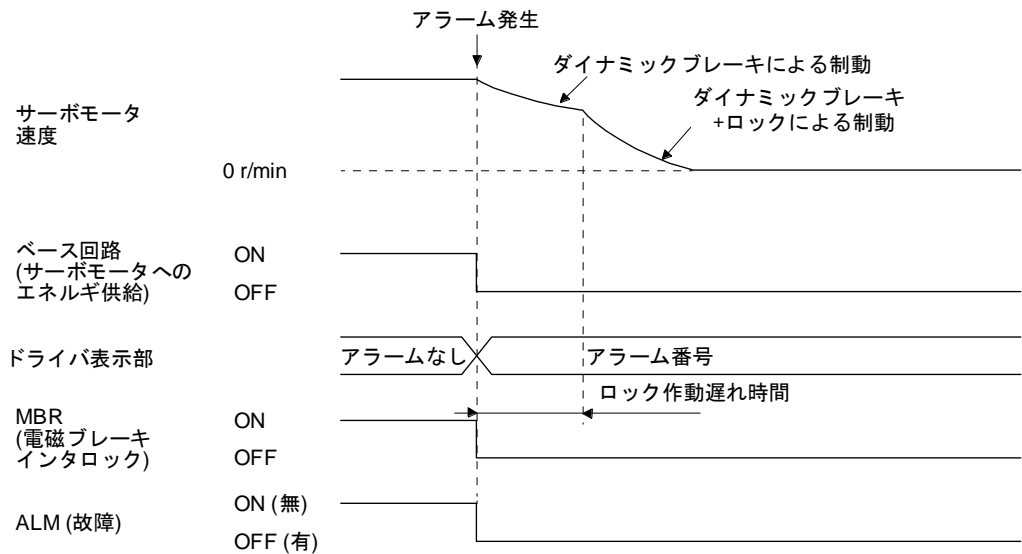 アラーム発生
ダイナミックブレーキによる制動
ダイナミックブレーキ
+ロックによる制動
サーボモータ
速度
0 r/min
ベース回路
(サーボモータへの
エネルギ供給)
ON
OFF
ドライバ表示部
アラームなし
アラーム番号
ロック作動遅れ時間
MBR
(電磁ブレーキ
インタロック)
ON
OFF
ALM (故障)
ON (無)
OFF (有)